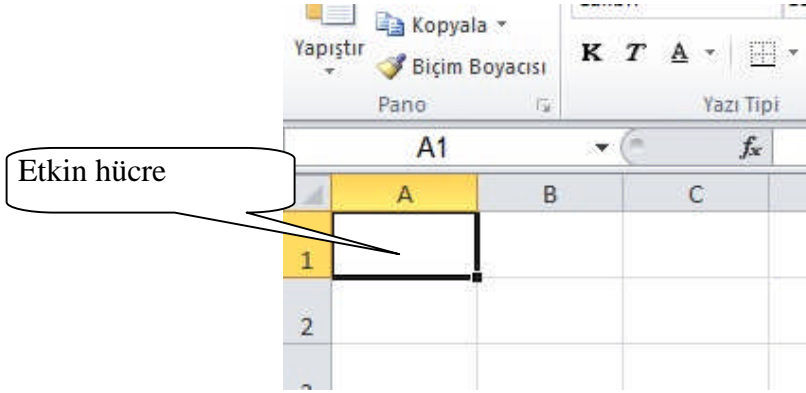 Kopyala
Yapıştır
Biçim Boyacısı
K T A
Pano
Yazı Tipi
A1
fx
Etkin hücre
A B C
1
2